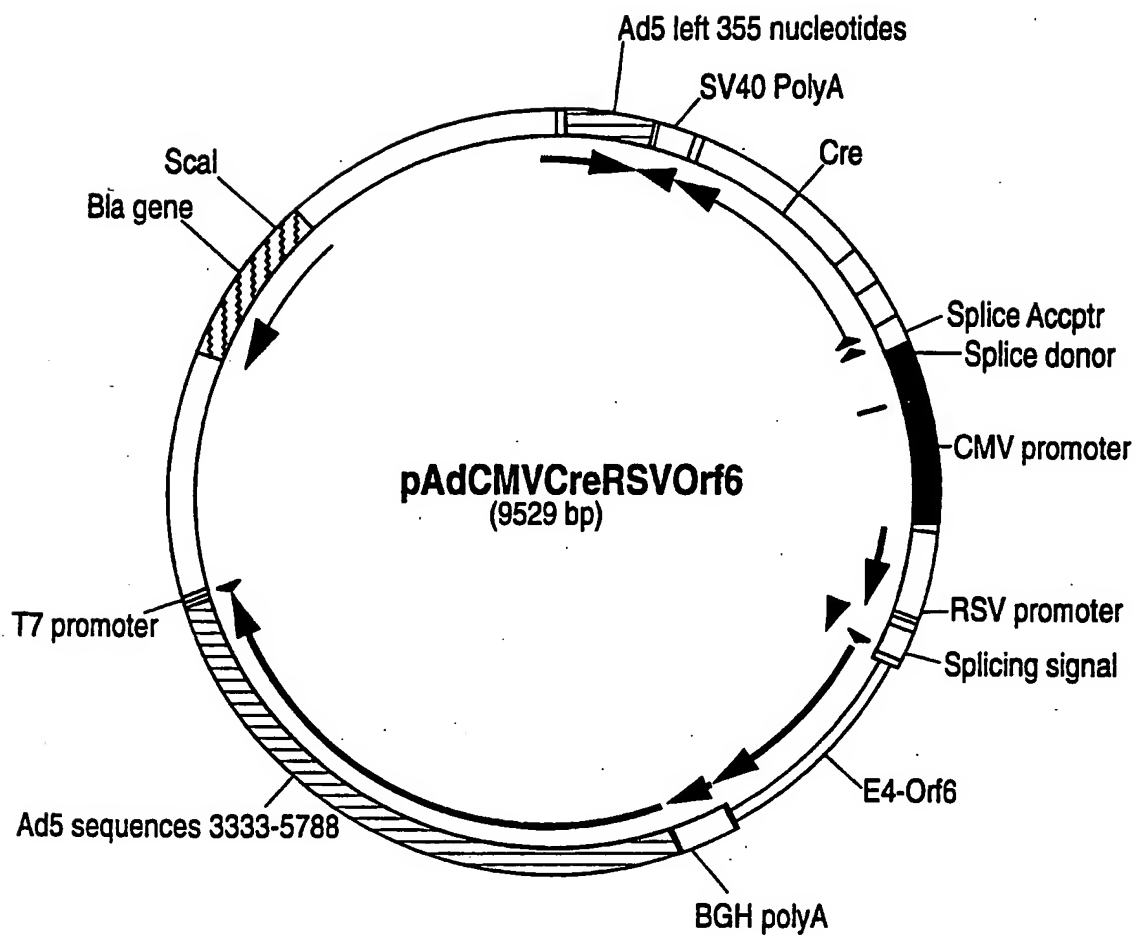 Ad5 left 355 nucleotides
SV40 PolyA
Cre
ScaI
Bla gene
Splice Accptr
Splice donor
CMV promoter
pAdCMVCreRSVOrf6
(9529 bp)
T7 promoter
RSV promoter
Splicing signal
E4-Orf6
Ad5 sequences 3333-5788
BGH polyA